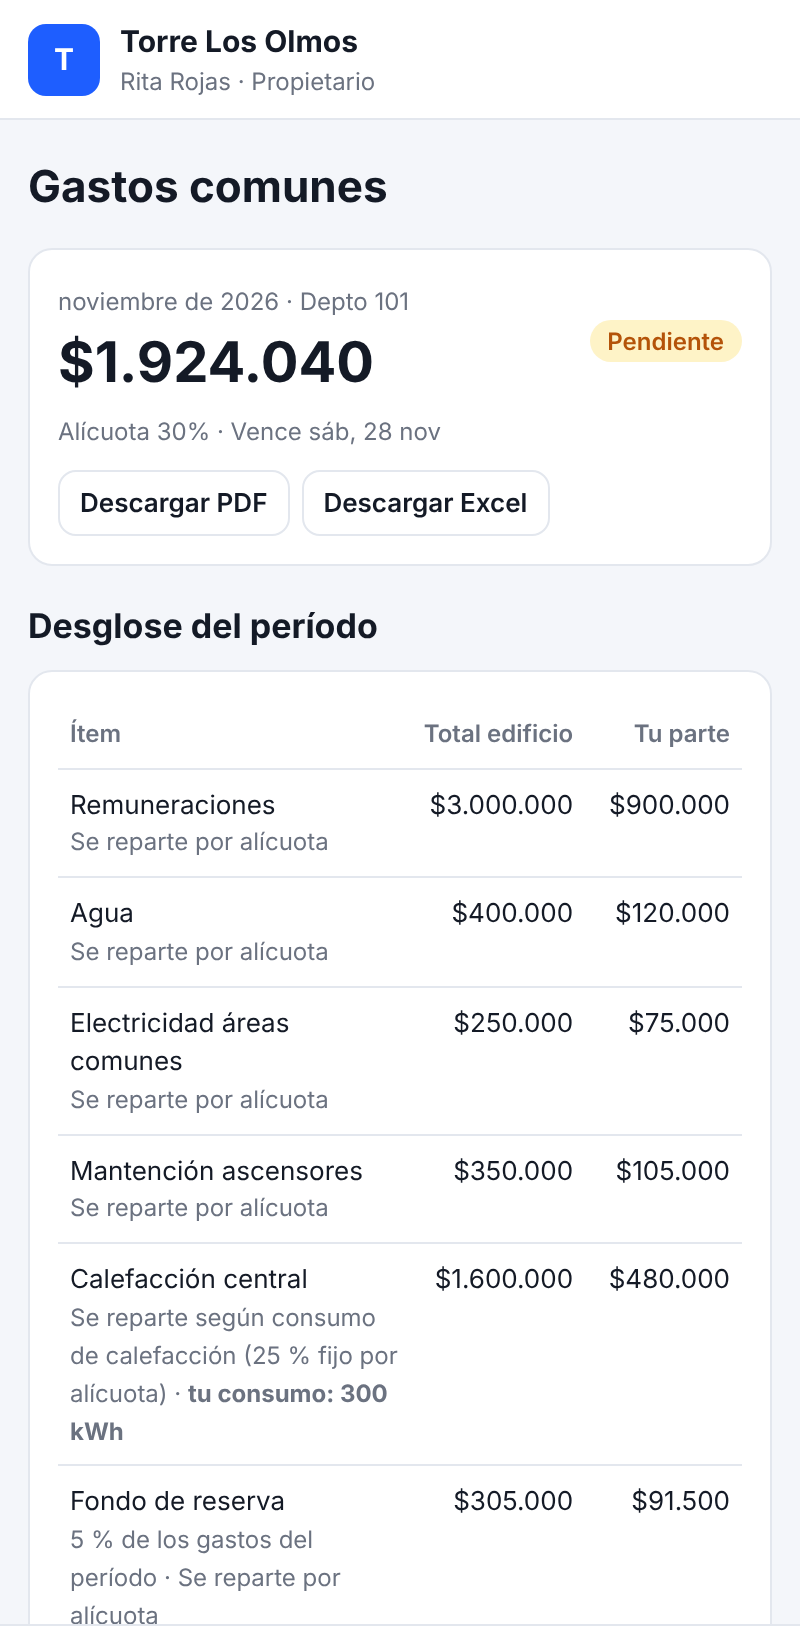 T
Torre Los Olmos
Rita Rojas · Propietario
Gastos comunes
noviembre de 2026 · Depto 101
$1.924.040
Pendiente
Alícuota 30% · Vence sáb, 28 nov
Descargar PDF
Descargar Excel
Desglose del período
Ítem Total edificio Tu parte
Remuneraciones $3.000.000 $900.000
Se reparte por alícuota
Agua $400.000 $120.000
Se reparte por alícuota
Electricidad áreas $250.000 $75.000
comunes
Se reparte por alícuota
Mantención ascensores $350.000 $105.000
Se reparte por alícuota
Calefacción central $1.600.000 $480.000
Se reparte según consumo
de calefacción (25 % fijo por
alícuota) · tu consumo: 300
kWh
Fondo de reserva $305.000 $91.500
5 % de los gastos del
período · Se reparte por
alícuota